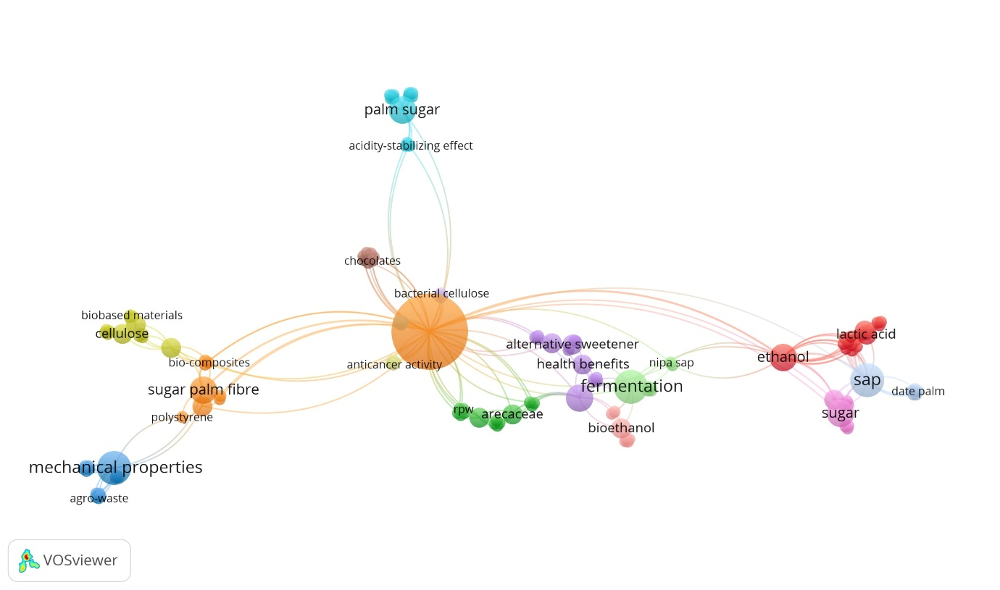 palm sugar
acidity-stabilizing effect
chocolates
bacterial cellulose
biobased materials
cellulose
bio-composites
anticancer activity
alternative sweetener
health benefits
nipa sap
ethanol
lactic acid
sugar palm fibre
fermentation
sap
date palm
polystyrene
rpw
arecaceae
bioethanol
sugar
mechanical properties
agro-waste
VOSviewer